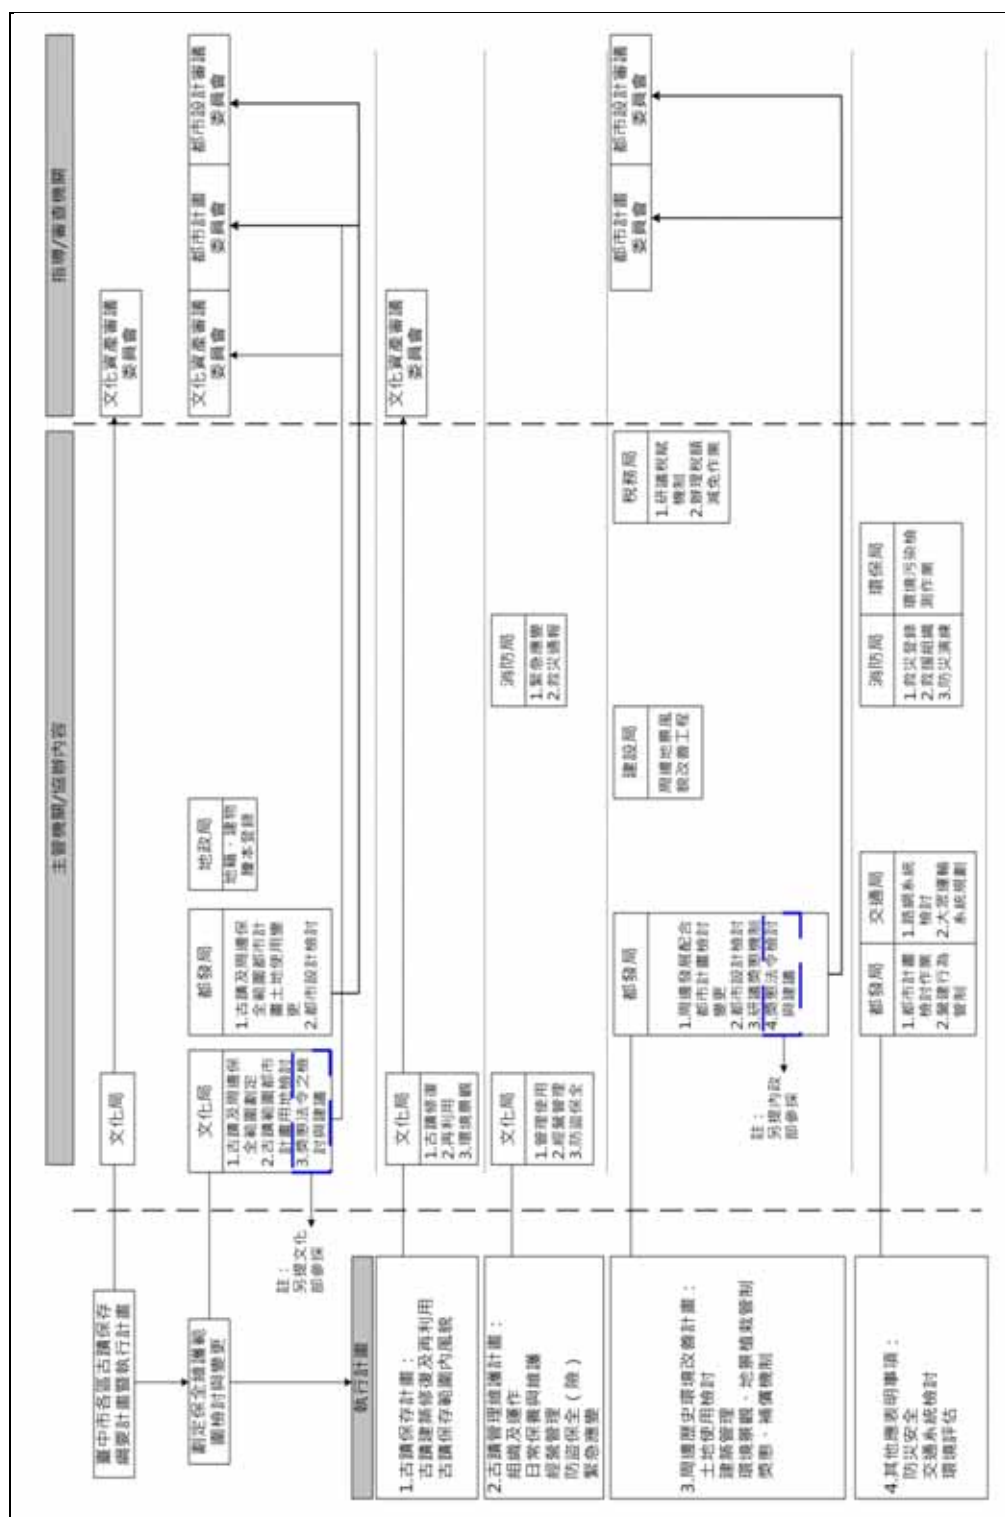 主管機關/協辦內容
指導/審查機關
臺中市各區古蹟保存
綱要計畫暨執行計畫
文化局
文化資產審議
委員會
劃定保全維護範
圍檢討與變更
文化局
1.古蹟及周邊保
全範圍劃定
2.古蹟範圍都市
計畫用地檢討
3.獎懲法令之檢
討與建議
都發局
1.古蹟及周邊保
全範圍都市計
畫土地使用變
更
2.都市設計檢討
地政局
地籍、建物
謄本登錄
文化資產審議
委員會
都市計畫
委員會
都市設計審議
委員會
註：
另提文化
部參採
執行計畫
1.古蹟保存計畫：
古蹟建築修復及再利用
古蹟保存範圍內風貌
文化局
1.古蹟修復
2.再利用
3.環境景觀
文化資產審議
委員會
2.古蹟管理維護計畫：
組織及運作
日常保養與維護
經營管理
防盜保全（險）
緊急應變
文化局
1.管理使用
2.經營管理
3.防盜保全
消防局
1.緊急應變
2.救災通報
3.周邊歷史環境改善計畫：
土地使用檢討
建築管理
環境景觀、地景植栽管制
獎懲、補償機制
都發局
1.周邊發展配合
都市計畫檢討
變更
2.都市設計檢討
3.研議獎懲機制
4.獎懲法令檢討
與建議
建設局
周邊地景風
貌改善工程
稅務局
1.研議稅賦
機制
2.辦理稅額
減免作業
都市計畫
委員會
都市設計審議
委員會
註：
另提內政
部參採
4.其他應表明事項：
防災安全
交通系統檢討
環境評估
都發局
1.都市計畫
檢討作業
2.營建行為
管制
交通局
1.路網系統
檢討
2.大眾運輸
系統規劃
消防局
1.救災登錄
2.救援組織
3.防災演練
環保局
環境污染檢
測作業